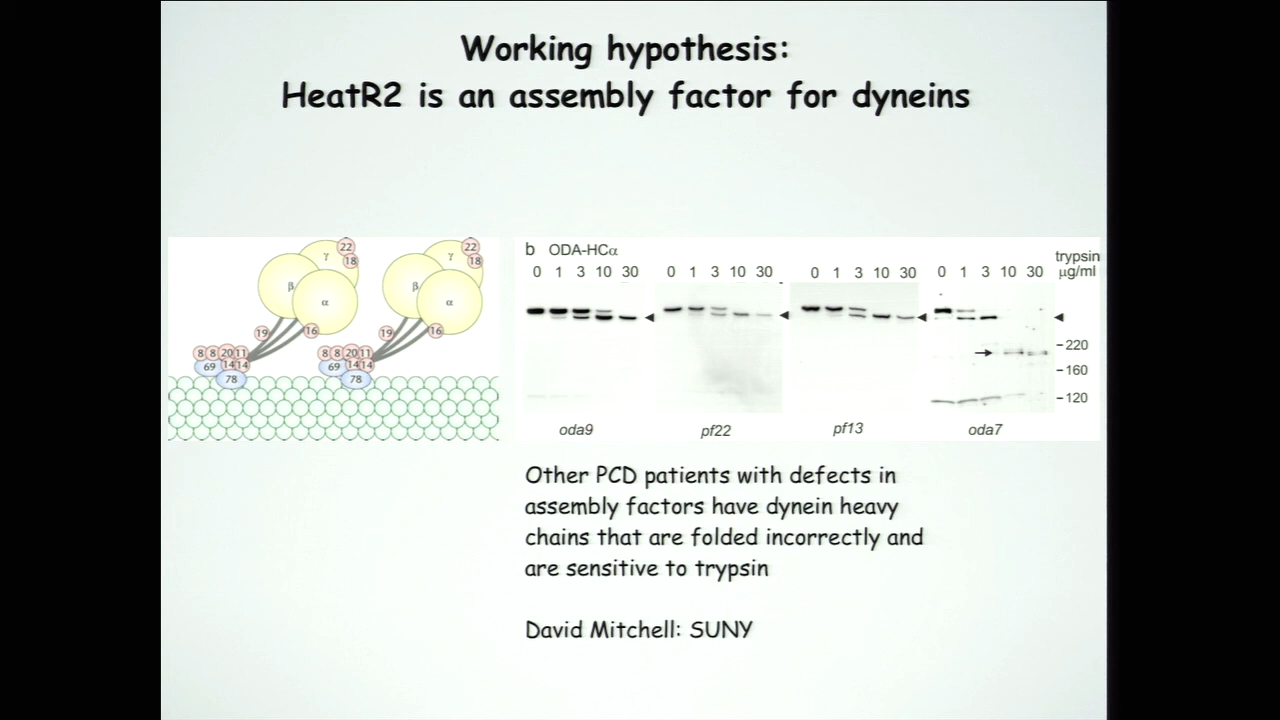 Working hypothesis:
HeatR2 is an assembly factor for dyneins
γ 22 18
β α
19 16
8 8 20 11
69 14 14
78
γ 22 18
β α
19 16
8 8 20 11
69 14 14
78
b ODA-HCα
trypsin
0 1 3 10 30 0 1 3 10 30 0 1 3 10 30 0 1 3 10 30 μg/ml
220
160
120
oda9 pf22 pf13 oda7
Other PCD patients with defects in
assembly factors have dynein heavy
chains that are folded incorrectly and
are sensitive to trypsin
David Mitchell: SUNY